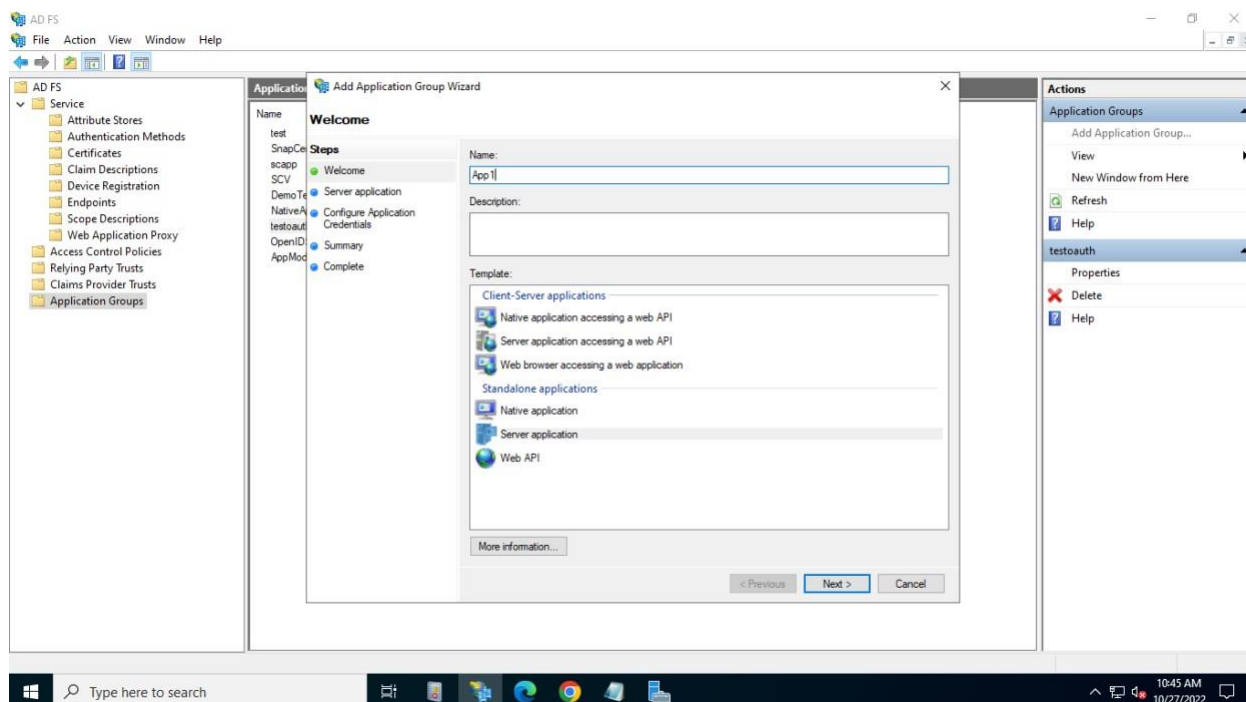 AD FS
File Action View Window Help
AD FS
Service
Attribute Stores
Authentication Methods
Certificates
Claim Descriptions
Device Registration
Endpoints
Scope Descriptions
Web Application Proxy
Access Control Policies
Relying Party Trusts
Claims Provider Trusts
Application Groups
Name
test
scapp
SCV
Add Application Group Wizard
Welcome
Steps
Welcome
Server application
Configure Application
Credentials
Summary
Complete
Name:
App1
Description:
Template:
Client-Server applications
Native application accessing a web API
Server application accessing a web API
Web browser accessing a web application
Standalone applications
Native application
Server application
Web API
More information...
< Previous Next > Cancel
Actions
Application Groups
Add Application Group...
View
New Window from Here
Refresh
Help
testoauth
Properties
Delete
Help
Type here to search
10:45 AM
10/27/2022